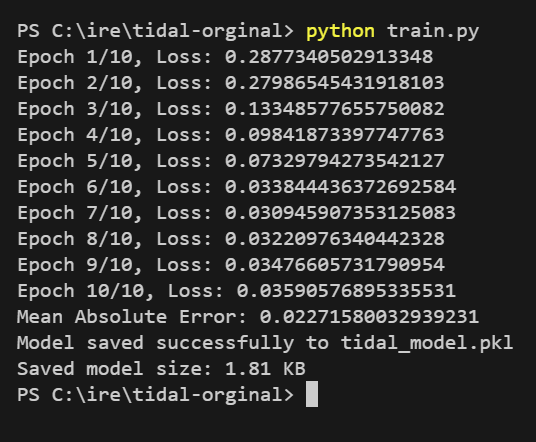 PS C:\ire\tidal-orginal> python train.py
Epoch 1/10, Loss: 0.2877340502913348
Epoch 2/10, Loss: 0.27986545431918103
Epoch 3/10, Loss: 0.13348577655750082
Epoch 4/10, Loss: 0.09841873397747763
Epoch 5/10, Loss: 0.07329794273542127
Epoch 6/10, Loss: 0.033844436372692584
Epoch 7/10, Loss: 0.030945907353125083
Epoch 8/10, Loss: 0.03220976340442328
Epoch 9/10, Loss: 0.03476605731790954
Epoch 10/10, Loss: 0.03590576895335531
Mean Absolute Error: 0.02271580032939231
Model saved successfully to tidal_model.pkl
Saved model size: 1.81 KB
PS C:\ire\tidal-orginal>